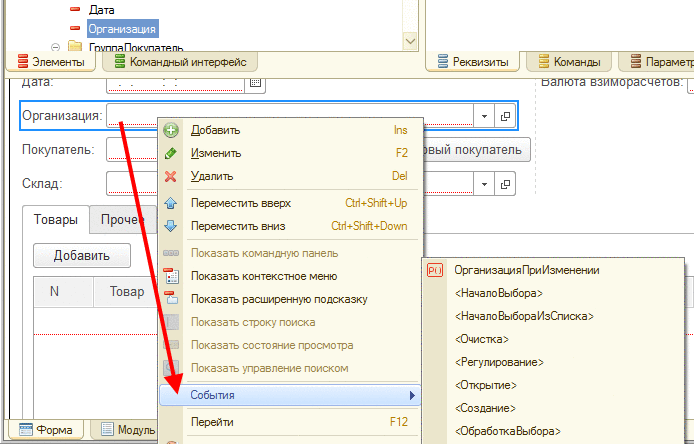 Дата
Организация
ГруппаПокупатель
Элементы Командный интерфейс Реквизиты Команды Параметр
Дата: . . : : Валюта взиморасчетов:
Организация:
Покупатель: овый покупатель
Склад:
Товары Прочее
Добавить
N Товар
Добавить Ins
Изменить F2
Удалить Del
Переместить вверх Ctrl+Shift+Up
Переместить вниз Ctrl+Shift+Down
Показать командную панель
Показать контекстное меню
Показать расширенную подсказку
Показать строку поиска
Показать состояние просмотра
Показать управление поиском
События
Перейти F12
P() ОрганизацияПриИзменении
<НачалоВыбора>
<НачалоВыбораИзСписка>
<Очистка>
<Регулирование>
<Открытие>
<Создание>
<ОбработкаВыбора>
Форма Модуль